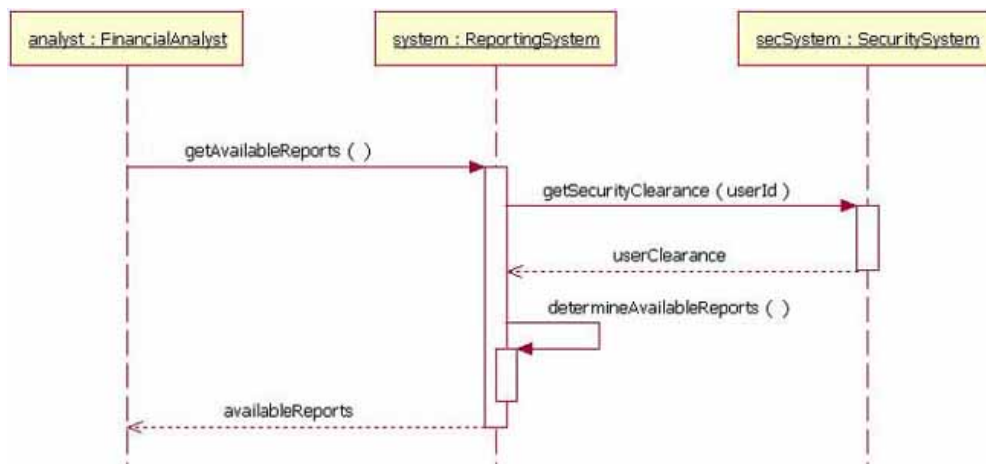 analyst : FinancialAnalyst
system : ReportingSystem
secSystem : SecuritySystem
getAvailableReports ( )
getSecurityClearance ( userId )
userClearance
determineAvailableReports ( )
availableReports